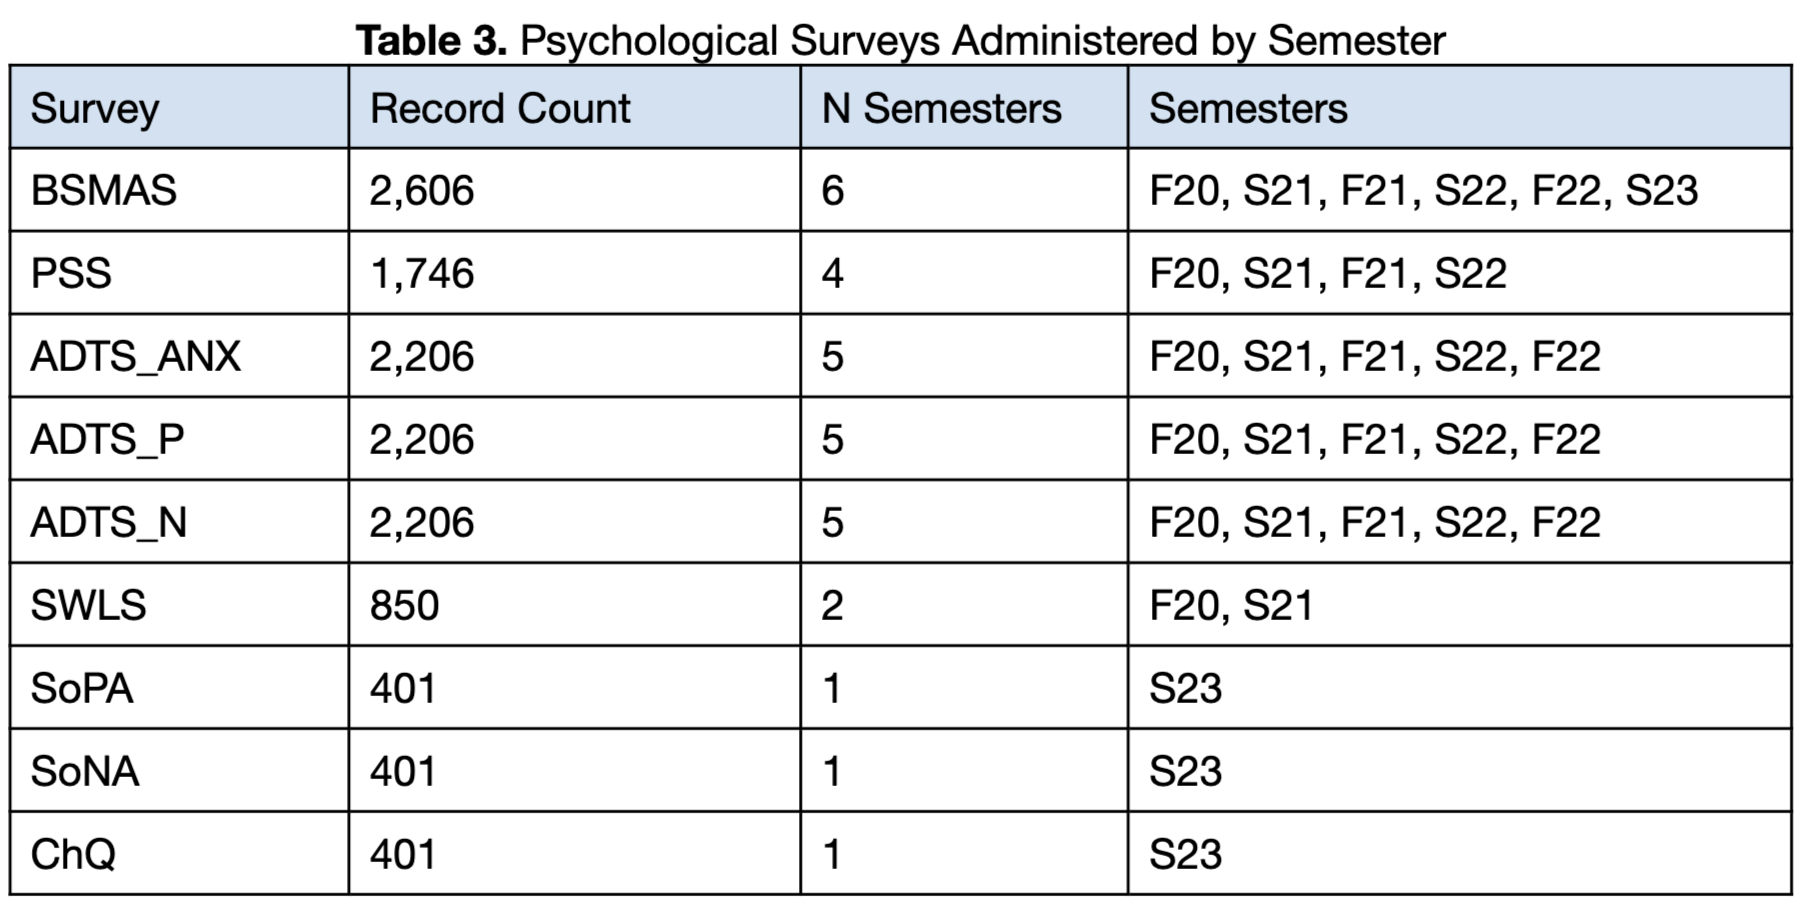 Table 3. Psychological Surveys Administered by Semester
Survey Record Count N Semesters Semesters
BSMAS 2,606 6 F20, S21, F21, S22, F22, S23
PSS 1,746 4 F20, S21, F21, S22
ADTS_ANX 2,206 5 F20, S21, F21, S22, F22
ADTS_P 2,206 5 F20, S21, F21, S22, F22
ADTS_N 2,206 5 F20, S21, F21, S22, F22
SWLS 850 2 F20, S21
SoPA 401 1 S23
SoNA 401 1 S23
ChQ 401 1 S23